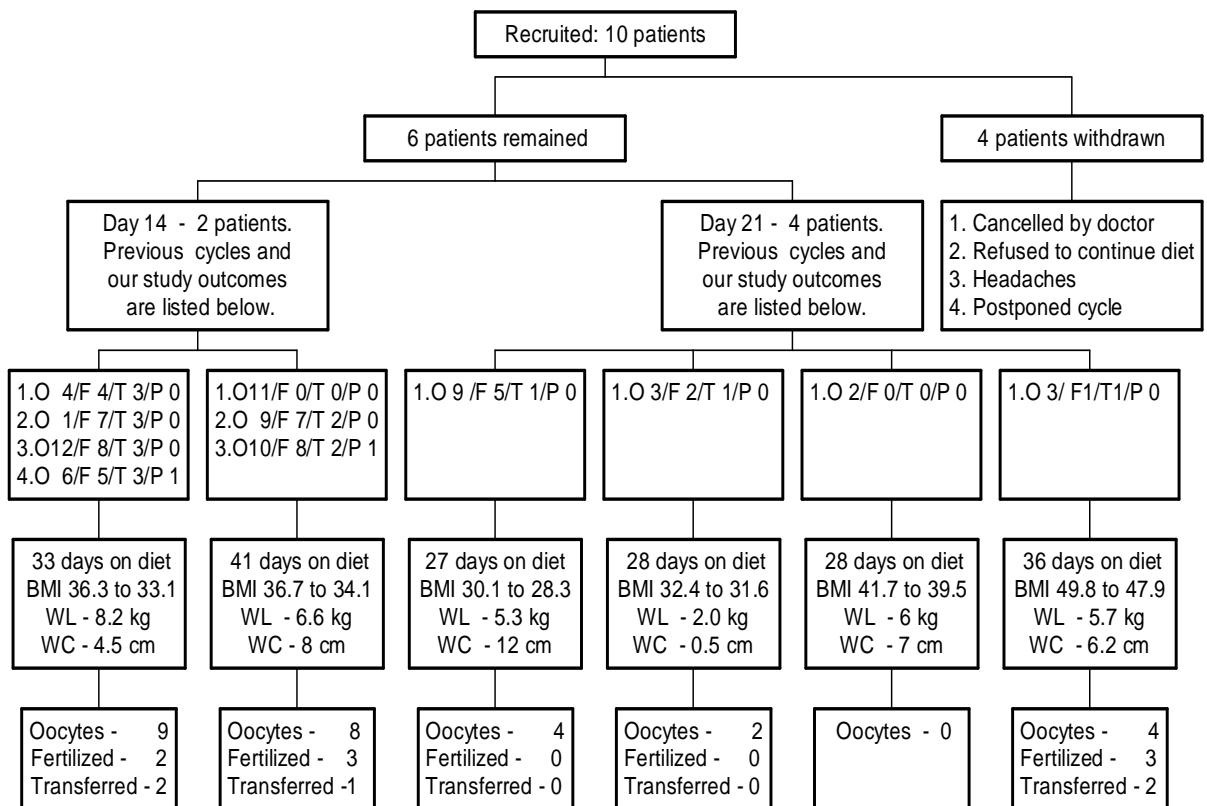 Recruited: 10 patients
6 patients remained
4 patients withdrawn
Day 14 - 2 patients.
Previous cycles and
our study outcomes
are listed below.
Day 21 - 4 patients.
Previous cycles and
our study outcomes
are listed below.
1. Cancelled by doctor
2. Refused to continue diet
3. Headaches
4. Postponed cycle
1.O 4/F 4/T 3/P 0
2.O 1/F 7/T 3/P 0
3.O12/F 8/T 3/P 0
4.O 6/F 5/T 3/P 1
1.O11/F 0/T 0/P 0
2.O 9/F 7/T 2/P 0
3.O10/F 8/T 2/P 1
1.O 9 /F 5/T 1/P 0
1.O 3/F 2/T 1/P 0
1.O 2/F 0/T 0/P 0
1.O 3/ F1/T1/P 0
33 days on diet
BMI 36.3 to 33.1
WL - 8.2 kg
WC - 4.5 cm
41 days on diet
BMI 36.7 to 34.1
WL - 6.6 kg
WC - 8 cm
27 days on diet
BMI 30.1 to 28.3
WL - 5.3 kg
WC - 12 cm
28 days on diet
BMI 32.4 to 31.6
WL - 2.0 kg
WC - 0.5 cm
28 days on diet
BMI 41.7 to 39.5
WL - 6 kg
WC - 7 cm
36 days on diet
BMI 49.8 to 47.9
WL - 5.7 kg
WC - 6.2 cm
Oocytes - 9
Fertilized - 2
Transferred - 2
Oocytes - 8
Fertilized - 3
Transferred -1
Oocytes - 4
Fertilized - 0
Transferred - 0
Oocytes - 2
Fertilized - 0
Transferred - 0
Oocytes - 0
Oocytes - 4
Fertilized - 3
Transferred - 2